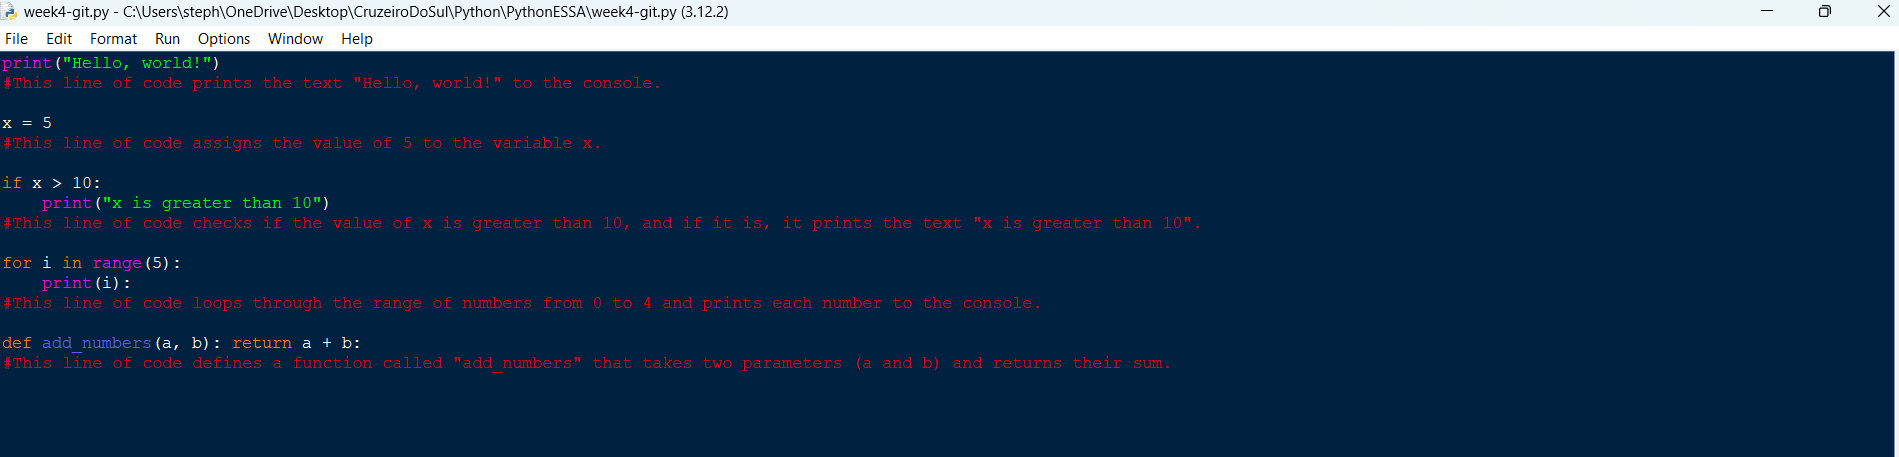 week4-git.py - C:\Users\steph\OneDrive\Desktop\CruzeiroDoSul\Python\PythonESSA\week4-git.py (3.12.2)
File Edit Format Run Options Window Help
print("Hello, world!")
#This line of code prints the text "Hello, world!" to the console.
x = 5
#This line of code assigns the value of 5 to the variable x.
if x > 10:
    print("x is greater than 10")
#This line of code checks if the value of x is greater than 10, and if it is, it prints the text "x is greater than 10".
for i in range(5):
    print(i):
#This line of code loops through the range of numbers from 0 to 4 and prints each number to the console.
def add_numbers(a, b): return a + b:
#This line of code defines a function called "add_numbers" that takes two parameters (a and b) and returns their sum.